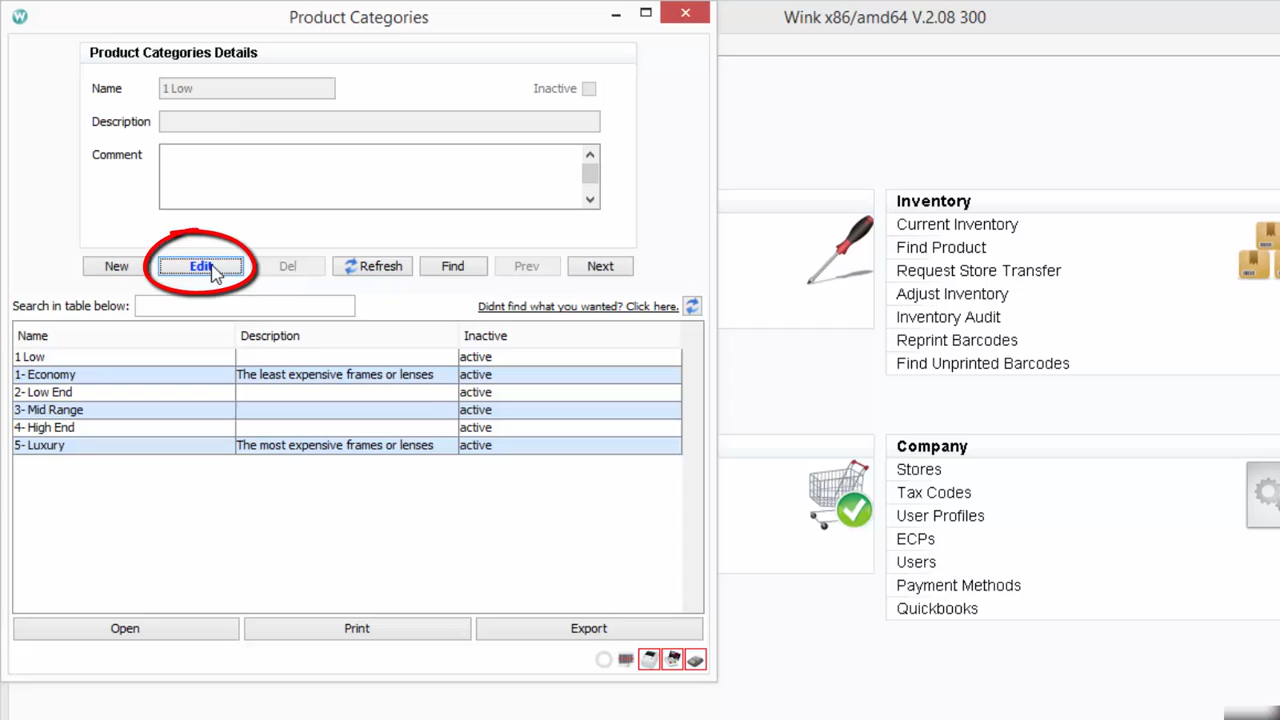 W
Product Categories
Wink x86/amd64 V.2.08 300
Product Categories Details
Name
1 Low
Inactive
Description
Comment
New
Edit
Del
Refresh
Find
Prev
Next
Search in table below:
Didnt find what you wanted? Click here.
Name Description Inactive
1 Low active
1- Economy The least expensive frames or lenses active
2- Low End active
3- Mid Range active
4- High End active
5- Luxury The most expensive frames or lenses active
Open
Print
Export
Inventory
Current Inventory
Find Product
Request Store Transfer
Adjust Inventory
Inventory Audit
Reprint Barcodes
Find Unprinted Barcodes
Company
Stores
Tax Codes
User Profiles
ECPs
Users
Payment Methods
Quickbooks